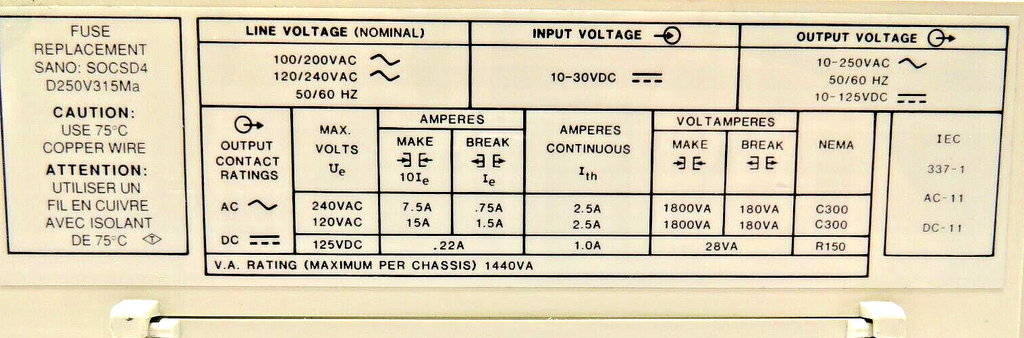 FUSE
REPLACEMENT
SANO: SOCSD4
D250V315Ma
CAUTION:
USE 75°C
COPPER WIRE
ATTENTION:
UTILISER UN
FIL EN CUIVRE
AVEC ISOLANT
DE 75°C
LINE VOLTAGE (NOMINAL)
100/200VAC
120/240VAC
50/60 HZ
INPUT VOLTAGE
10-30VDC
OUTPUT VOLTAGE
10-250VAC
50/60 HZ
10-125VDC
OUTPUT
CONTACT
RATINGS
MAX.
VOLTS
Ue
AMPERES
MAKE BREAK
10Ie Ie
AMPERES
CONTINUOUS
Ith
VOLTAMPERES
MAKE BREAK
NEMA
AC 240VAC 7.5A .75A 2.5A 1800VA 180VA C300
120VAC 15A 1.5A 2.5A 1800VA 180VA C300
DC 125VDC .22A 1.0A 28VA R150
V.A. RATING (MAXIMUM PER CHASSIS) 1440VA
IEC
337-1
AC-11
DC-11